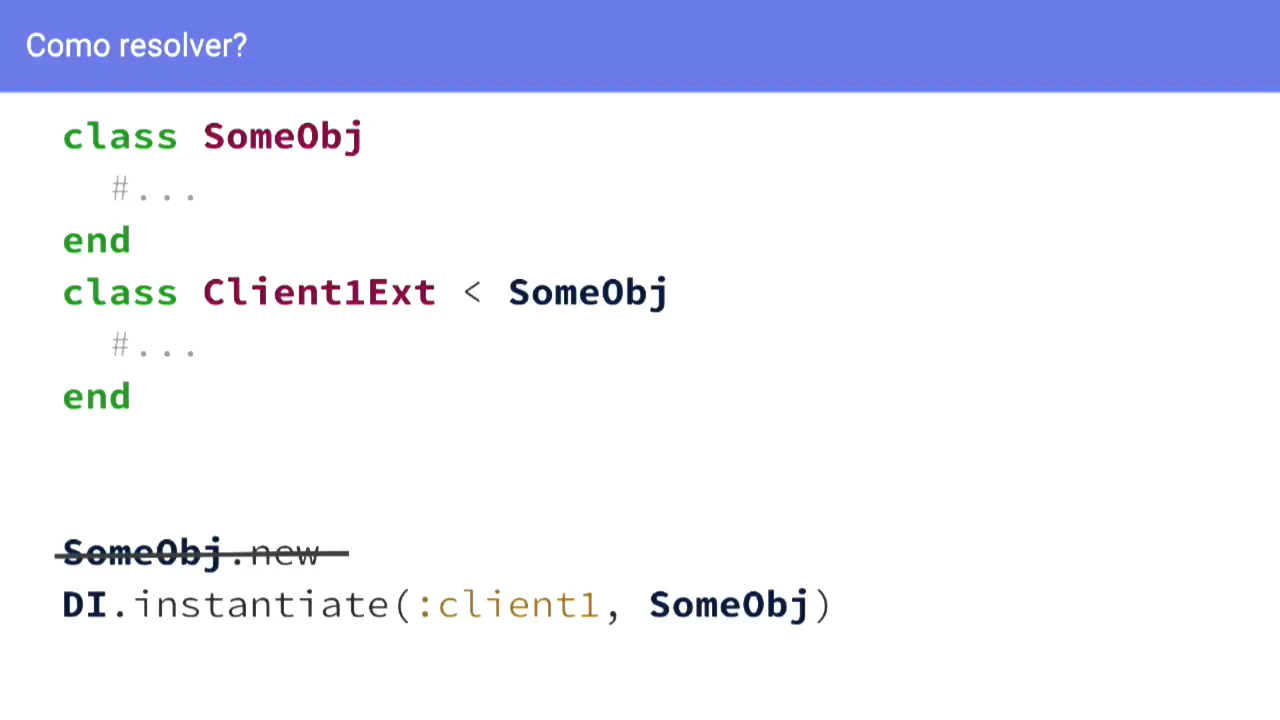 Como resolver?
class SomeObj
#...
end
class Client1Ext < SomeObj
#...
end
SomeObj.new
DI.instantiate(:client1, SomeObj)